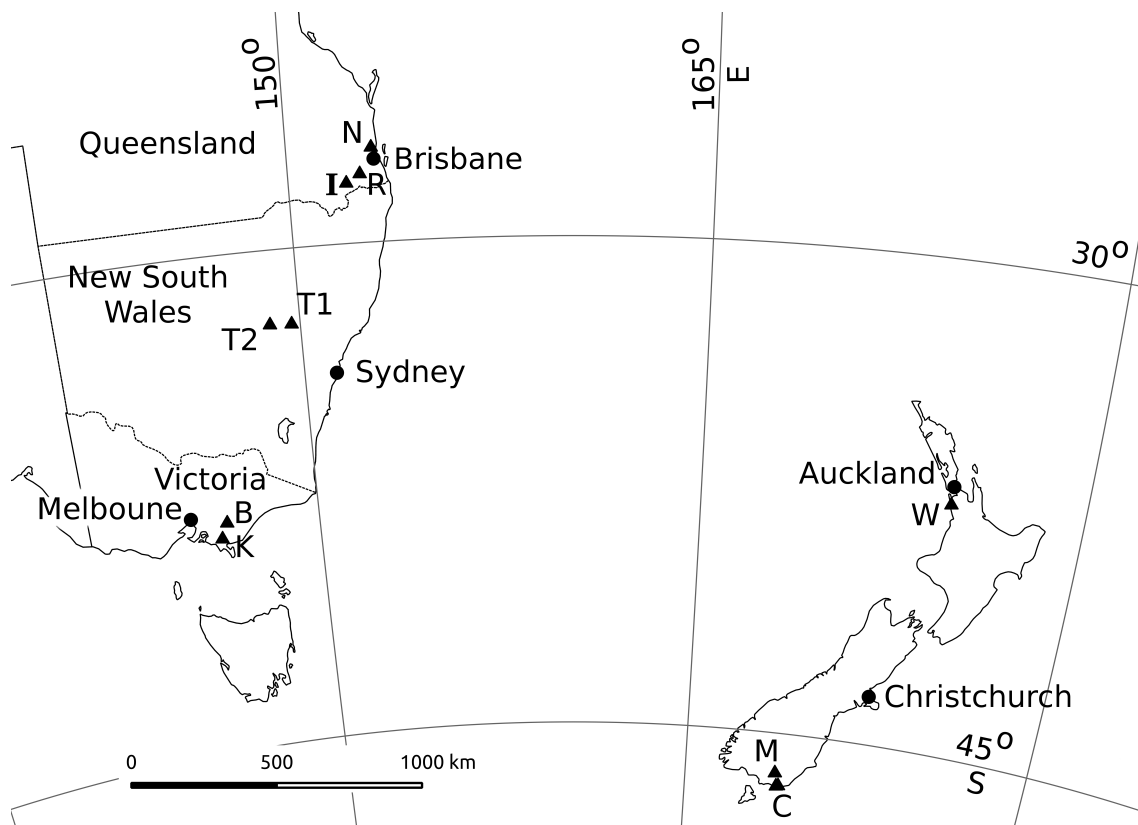 150°
165°
E
N
Queensland
Brisbane
I
R
30°
New South
Wales
T1
T2
Sydney
Auckland
Victoria
Melboune
B
W
K
Christchurch
45°
M
S
0 500 1000 km
C